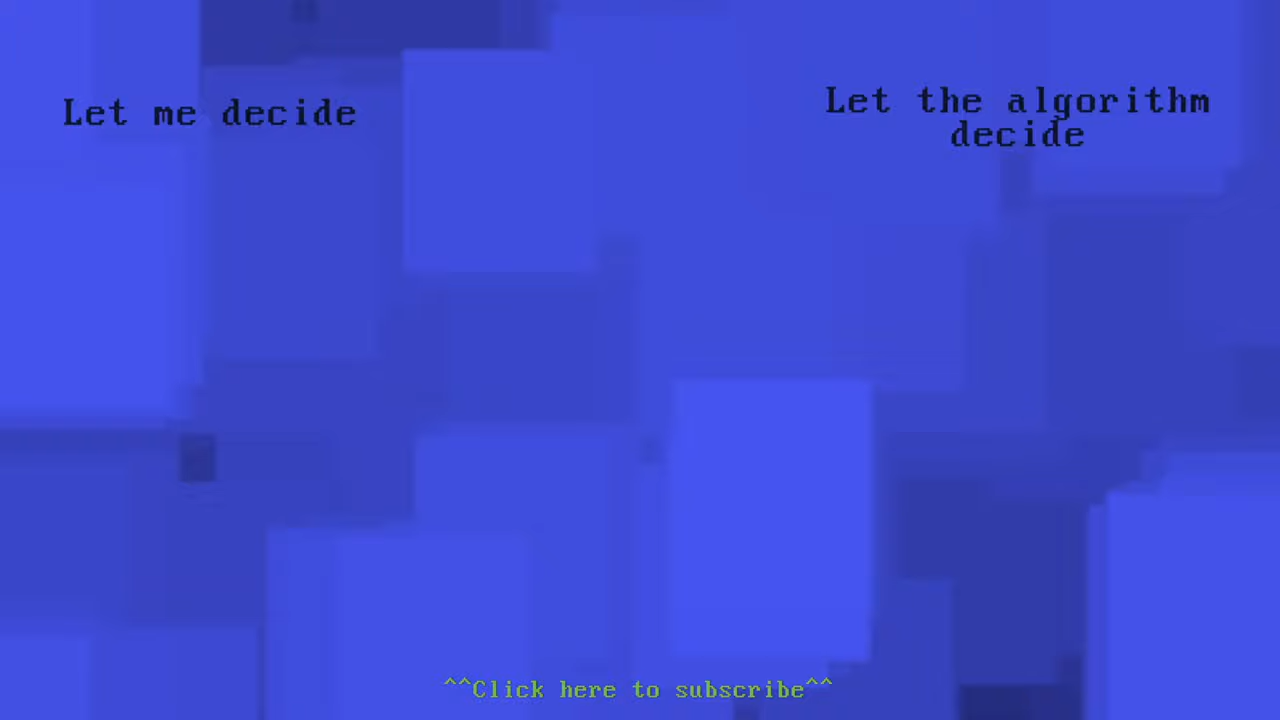 Let me decide
Let the algorithm
decide
^^Click here to subscribe^^